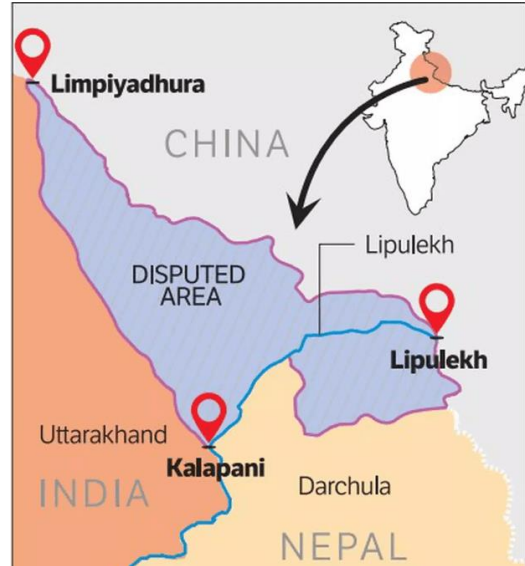 Limpiyadhura
CHINA
Lipulekh
DISPUTED
AREA
Lipulekh
Uttarakhand
Kalapani
INDIA
Darchula
NEPAL